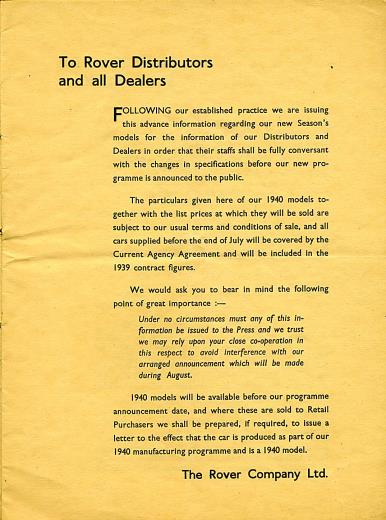 To Rover Distributors
and all Dealers
FOLLOWING our established practice we are issuing
this advance information regarding our new Season's
models for the information of our Distributors and
Dealers in order that their staffs shall be fully conversant
with the changes in specifications before our new pro-
gramme is announced to the public.
The particulars given here of our 1940 models to-
gether with the list prices at which they will be sold are
subject to our usual terms and conditions of sale, and all
cars supplied before the end of July will be covered by the
Current Agency Agreement and will be included in the
1939 contract figures.
We would ask you to bear in mind the following
point of great importance :—
Under no circumstances must any of this in-
formation be issued to the Press and we trust
we may rely upon your close co-operation in
this respect to avoid interference with our
arranged announcement which will be made
during August.
1940 models will be available before our programme
announcement date, and where these are sold to Retail
Purchasers we shall be prepared, if required, to issue a
letter to the effect that the car is produced as part of our
1940 manufacturing programme and is a 1940 model.
The Rover Company Ltd.